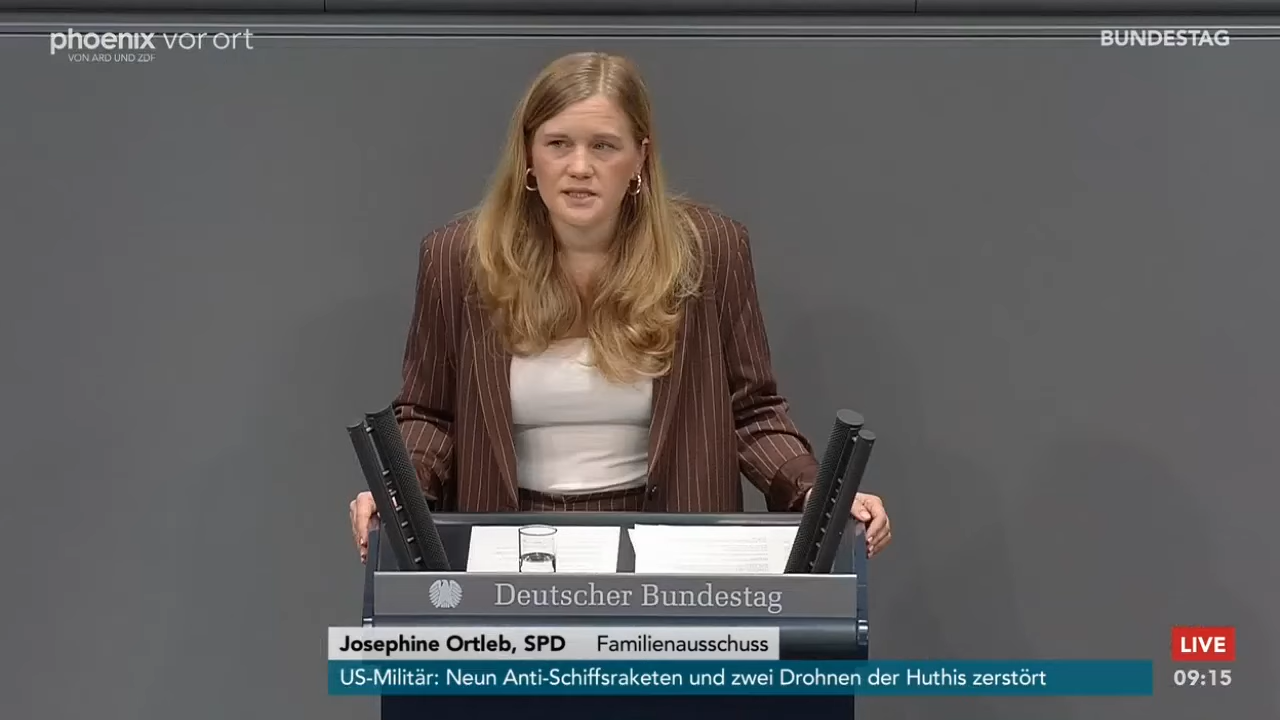 phoenix vor ort
VON ARD UND ZDF
BUNDESTAG
Deutscher Bundestag
Josephine Ortleb, SPD Familienausschuss
LIVE
US-Militär: Neun Anti-Schiffsraketen und zwei Drohnen der Huthis zerstört
09:15